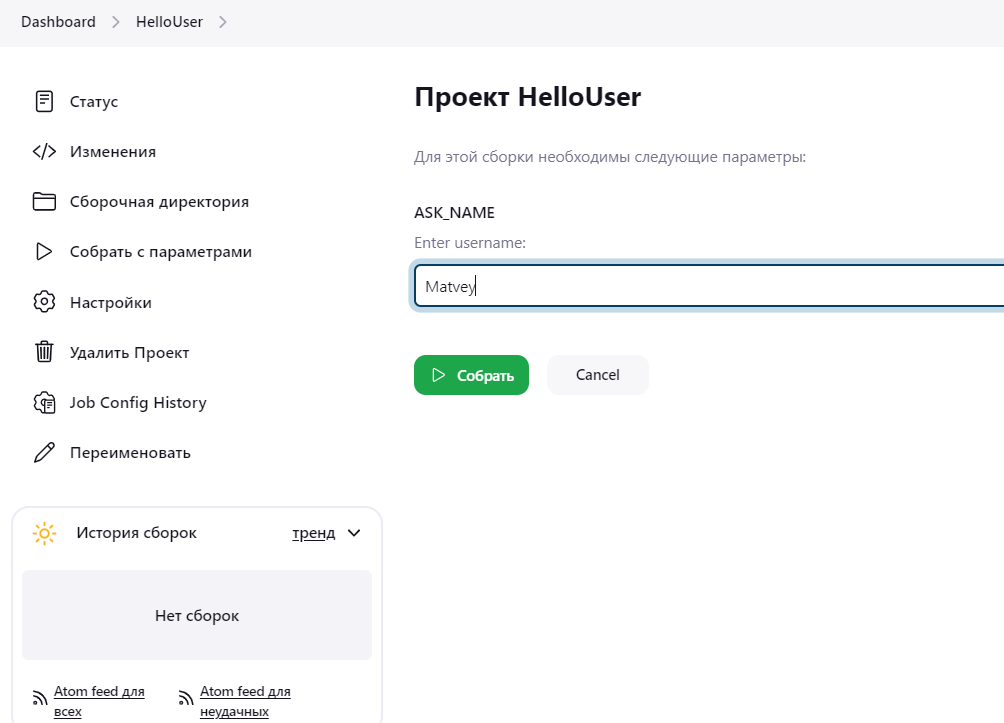 Dashboard > HelloUser >
Статус
Изменения
Сборочная директория
Собрать с параметрами
Настройки
Удалить Проект
Job Config History
Переименовать
История сборок
тренд
Нет сборок
Atom feed для
всех
Atom feed для
неудачных
Проект HelloUser
Для этой сборки необходимы следующие параметры:
ASK_NAME
Enter username:
Matvey
Собрать
Cancel